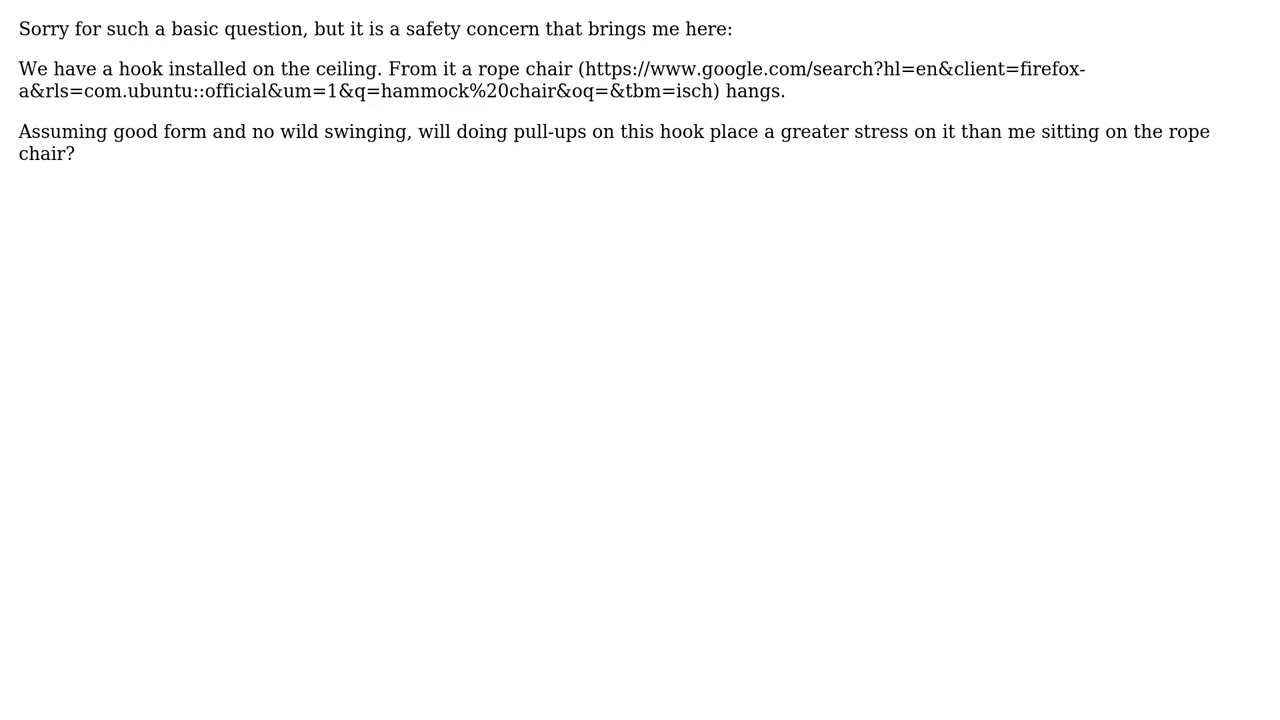 Sorry for such a basic question, but it is a safety concern that brings me here:
We have a hook installed on the ceiling. From it a rope chair (https://www.google.com/search?hl=en&client=firefox-
a&rls=com.ubuntu::official&um=1&q=hammock%20chair&oq=&tbm=isch) hangs.
Assuming good form and no wild swinging, will doing pull-ups on this hook place a greater stress on it than me sitting on the rope
chair?